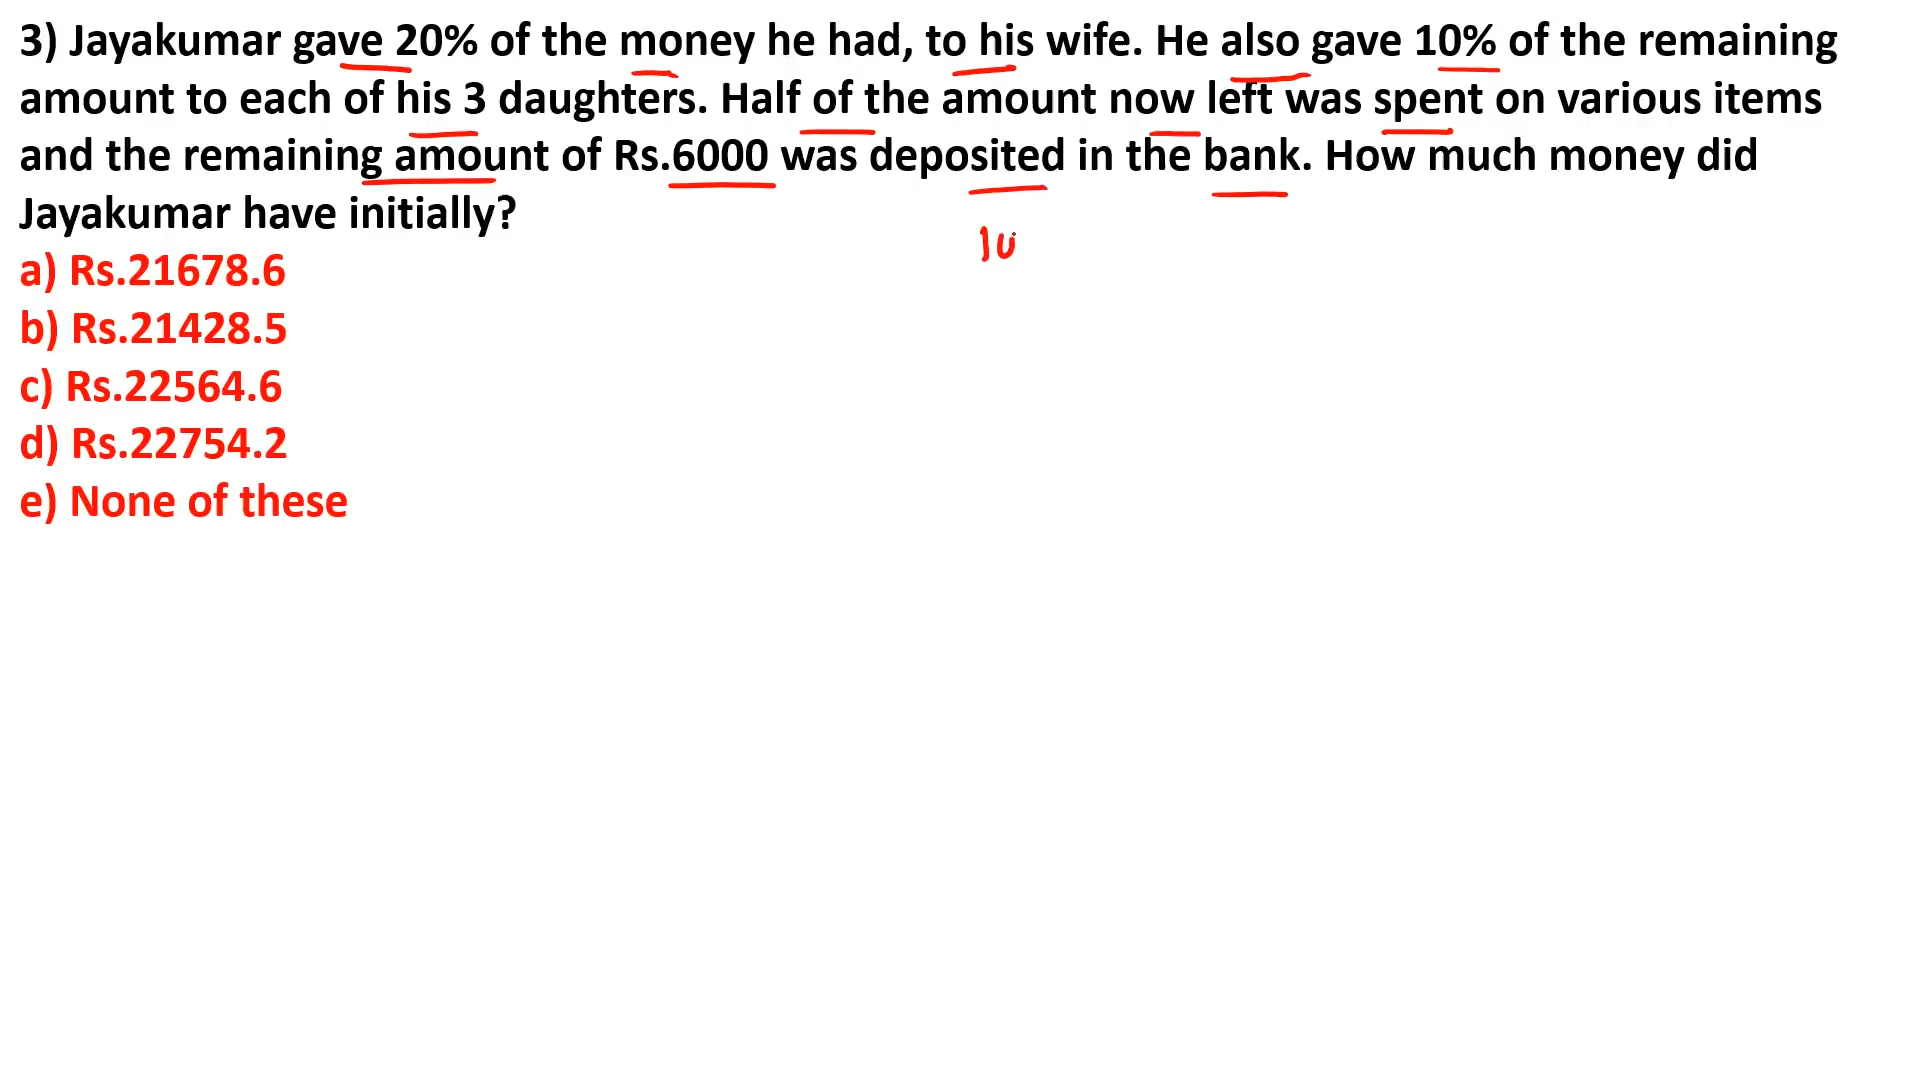 3) Jayakumar gave 20% of the money he had, to his wife. He also gave 10% of the remaining
amount to each of his 3 daughters. Half of the amount now left was spent on various items
and the remaining amount of Rs.6000 was deposited in the bank. How much money did
Jayakumar have initially?
10
a) Rs.21678.6
b) Rs.21428.5
c) Rs.22564.6
d) Rs.22754.2
e) None of these